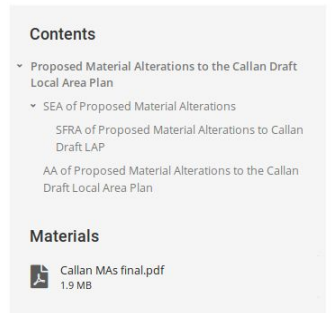 Contents
Proposed Material Alterations to the Callan Draft
Local Area Plan
SEA of Proposed Material Alterations
SFRA of Proposed Material Alterations to Callan
Draft LAP
AA of Proposed Material Alterations to the Callan
Draft Local Area Plan
Materials
Callan MAs final.pdf
1.9 MB